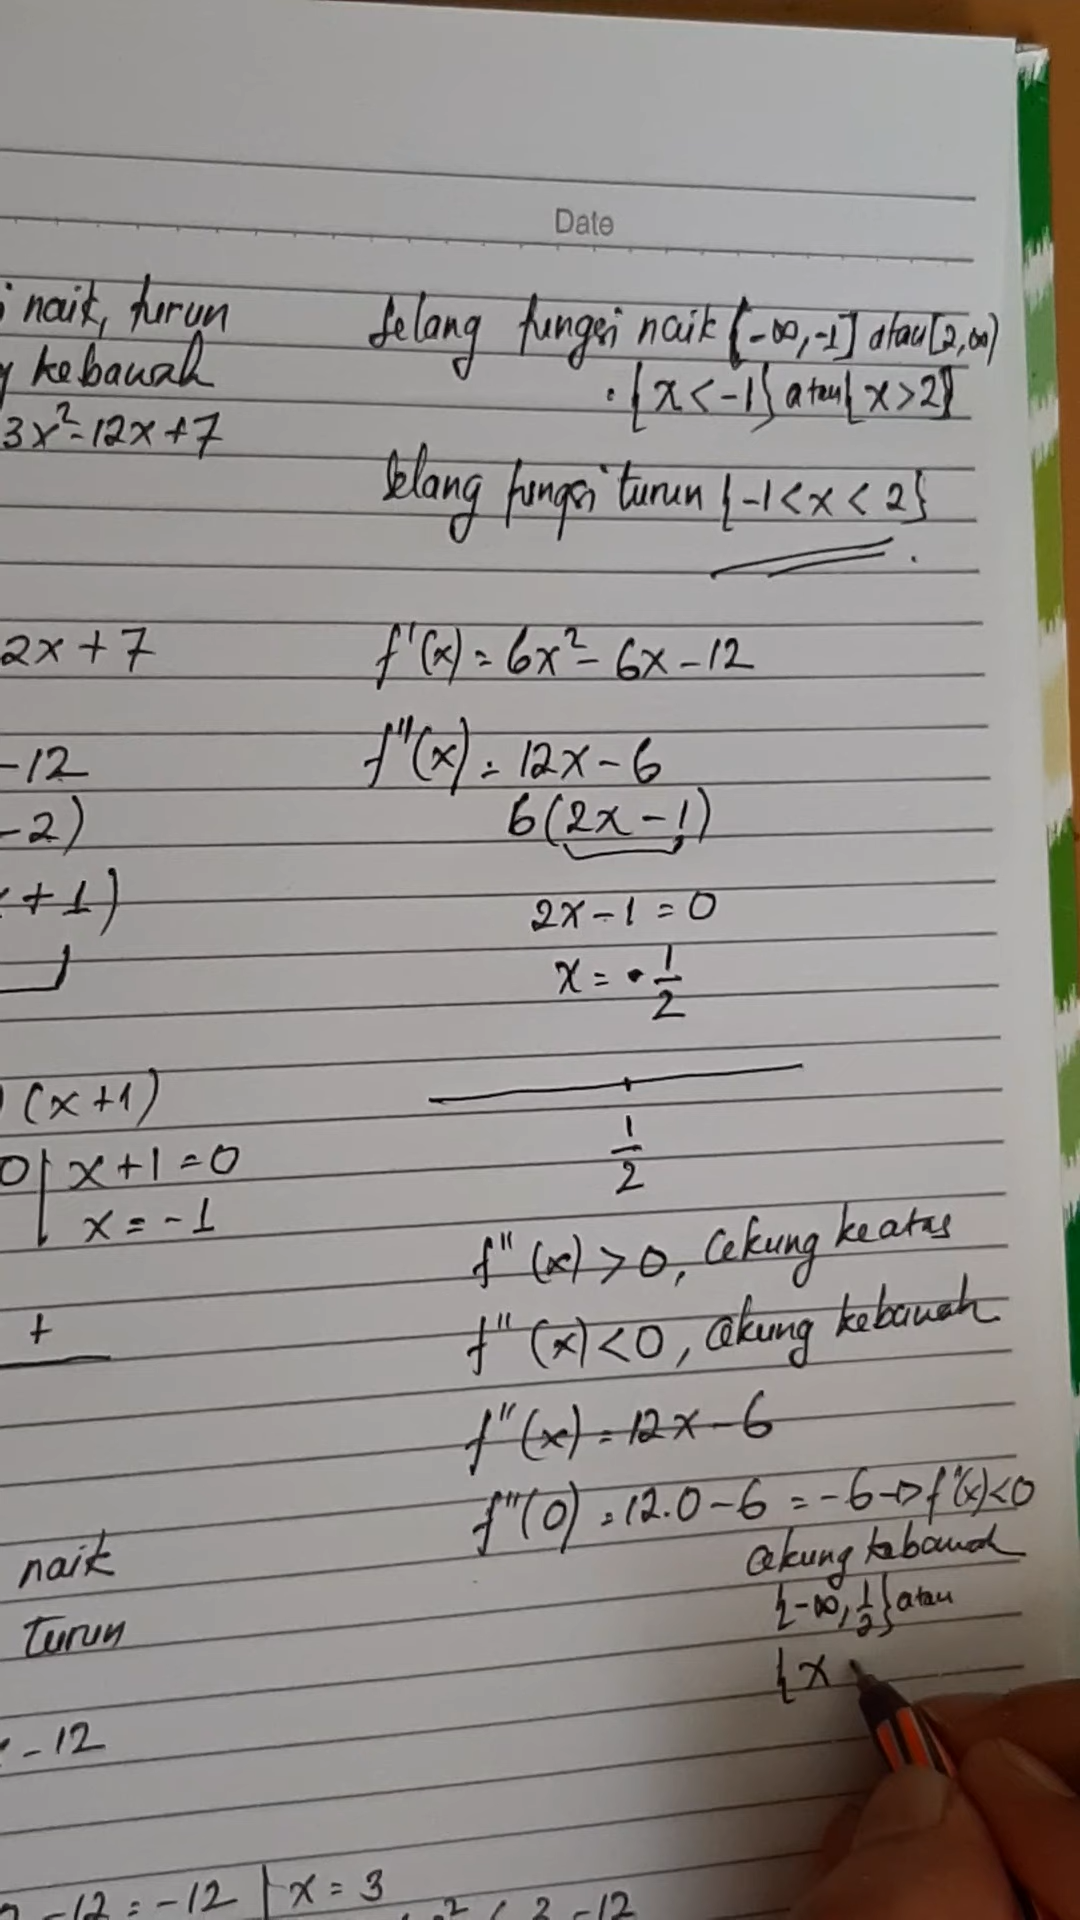 Date
naik, turun
kebawah
3x²-12x+7
Selang fungsi naik [-∞,-1] atau [2,∞)
{x<-1} atau {x>2}
Selang fungsi turun {-1<x<2}
2x+7
-12
-2)
+1)
(x+1)
0 | x+1=0
x=-1
+
naik
turun
-12
-12=-12 | x=3
f'(x)=6x²-6x-12
f"(x)=12x-6
6(2x-1)
2x-1=0
x=1/2
1/2
f"(x)>0, Cekung keatas
f"(x)<0, Cekung kebawah
f"(x)=12x-6
f"(0)=12.0-6=-6→f"(x)<0
Cekung kebawah
{-∞,1/2} atau
{x